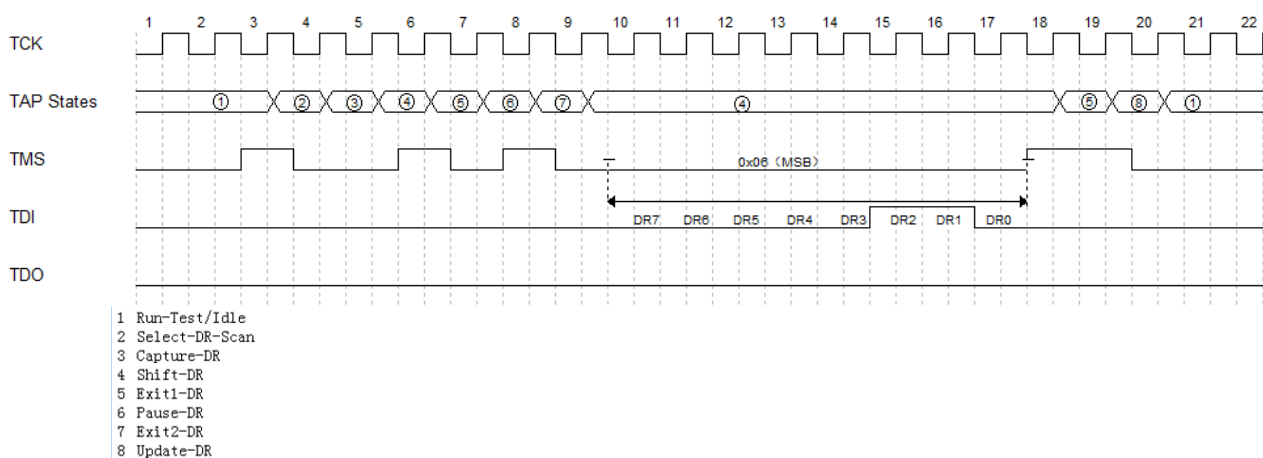 1 2 3 4 5 6 7 8 9 10 11 12 13 14 15 16 17 18 19 20 21 22
TCK
TAP States ① ② ③ ④ ⑤ ⑥ ⑦ ④ ⑤ ⑧ ①
TMS 0x06（MSB）
TDI DR7 DR6 DR5 DR4 DR3 DR2 DR1 DR0
TDO
1 Run-Test/Idle
2 Select-DR-Scan
3 Capture-DR
4 Shift-DR
5 Exit1-DR
6 Pause-DR
7 Exit2-DR
8 Update-DR